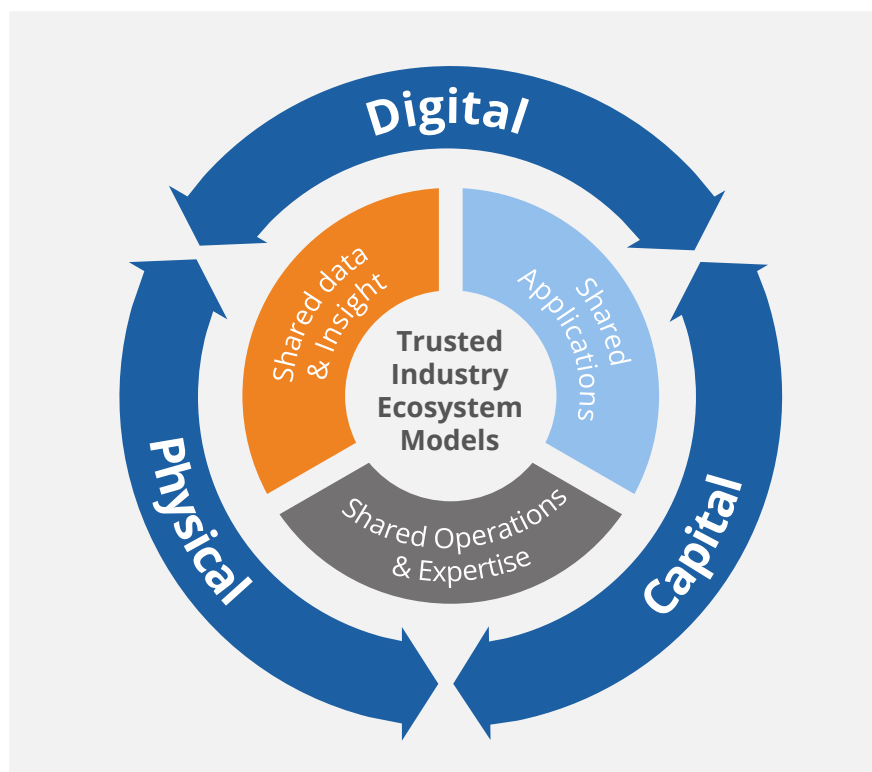 Digital
Shared data
& Insight
Shared
Applications
Trusted
Industry
Ecosystem
Models
Physical
Capital
Shared Operations
& Expertise